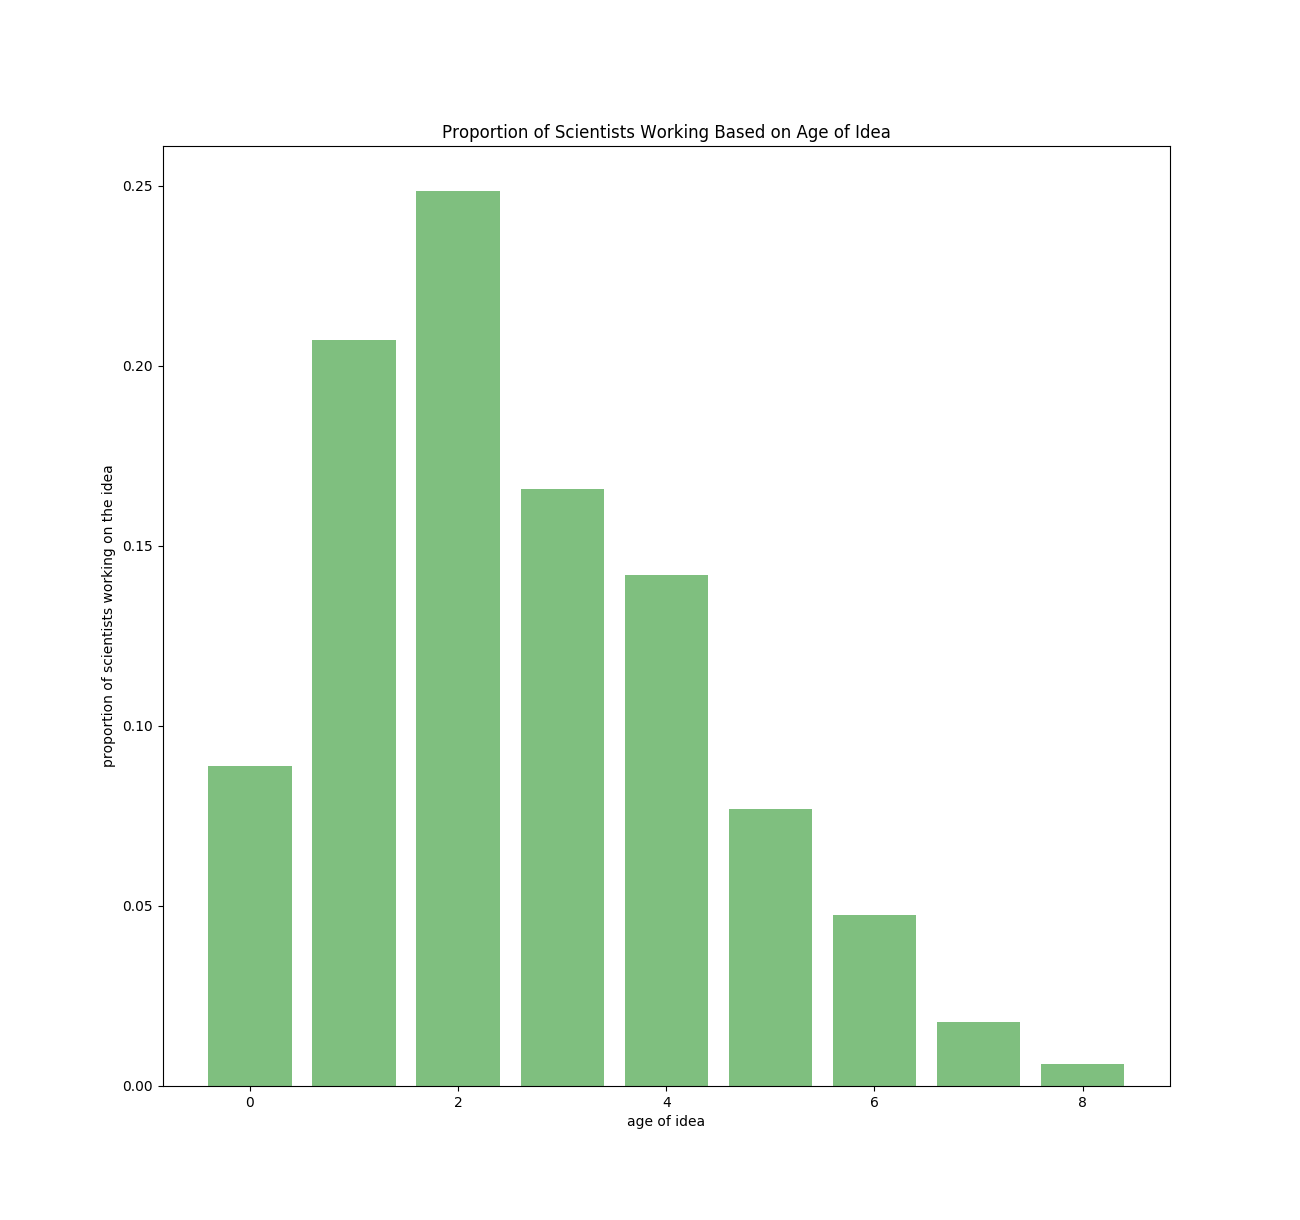 Proportion of Scientists Working Based on Age of Idea
proportion of scientists working on the idea
0.25
0.20
0.15
0.10
0.05
0.00
0 2 4 6 8
age of idea